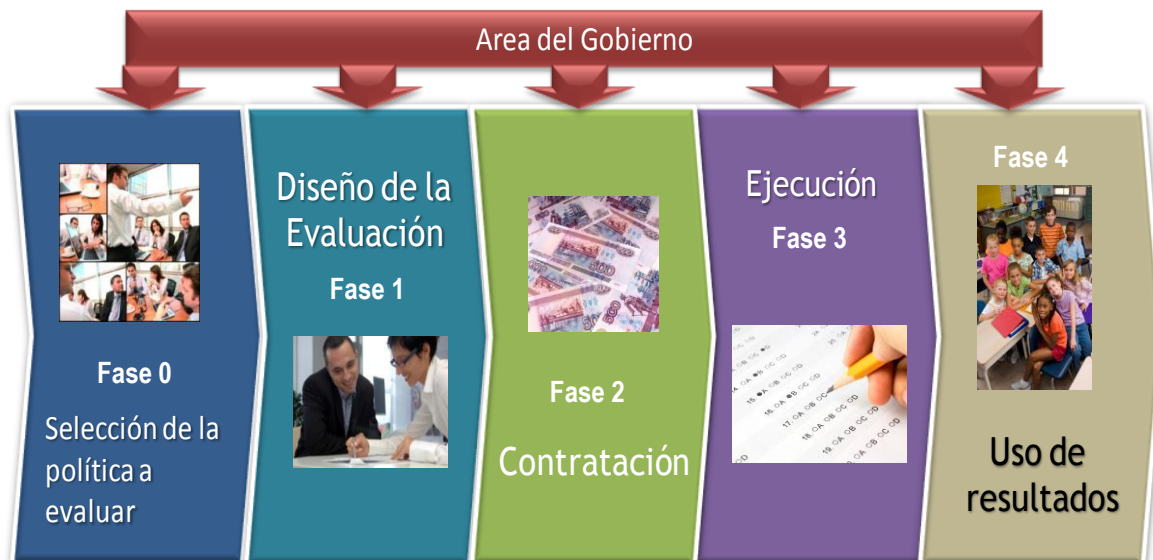 Area del Gobierno
Fase 0
Selección de la
política a
evaluar
Diseño de la
Evaluación
Fase 1
Fase 2
Contratación
Ejecución
Fase 3
Fase 4
Uso de
resultados